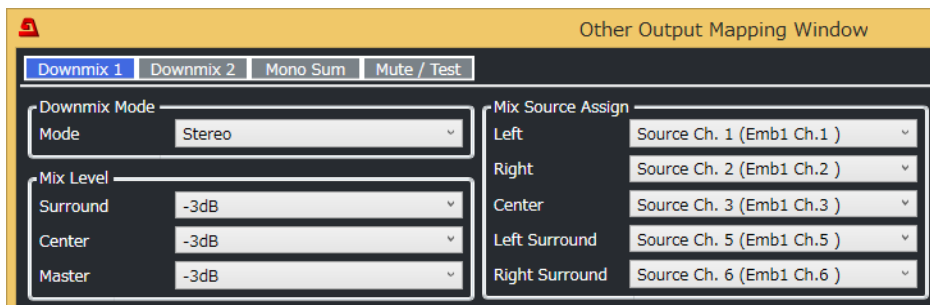 Other Output Mapping Window
Downmix 1 Downmix 2 Mono Sum Mute / Test
Downmix Mode
Mode Stereo
Mix Level
Surround -3dB
Center -3dB
Master -3dB
Mix Source Assign
Left Source Ch. 1 (Emb1 Ch.1 )
Right Source Ch. 2 (Emb1 Ch.2 )
Center Source Ch. 3 (Emb1 Ch.3 )
Left Surround Source Ch. 5 (Emb1 Ch.5 )
Right Surround Source Ch. 6 (Emb1 Ch.6 )